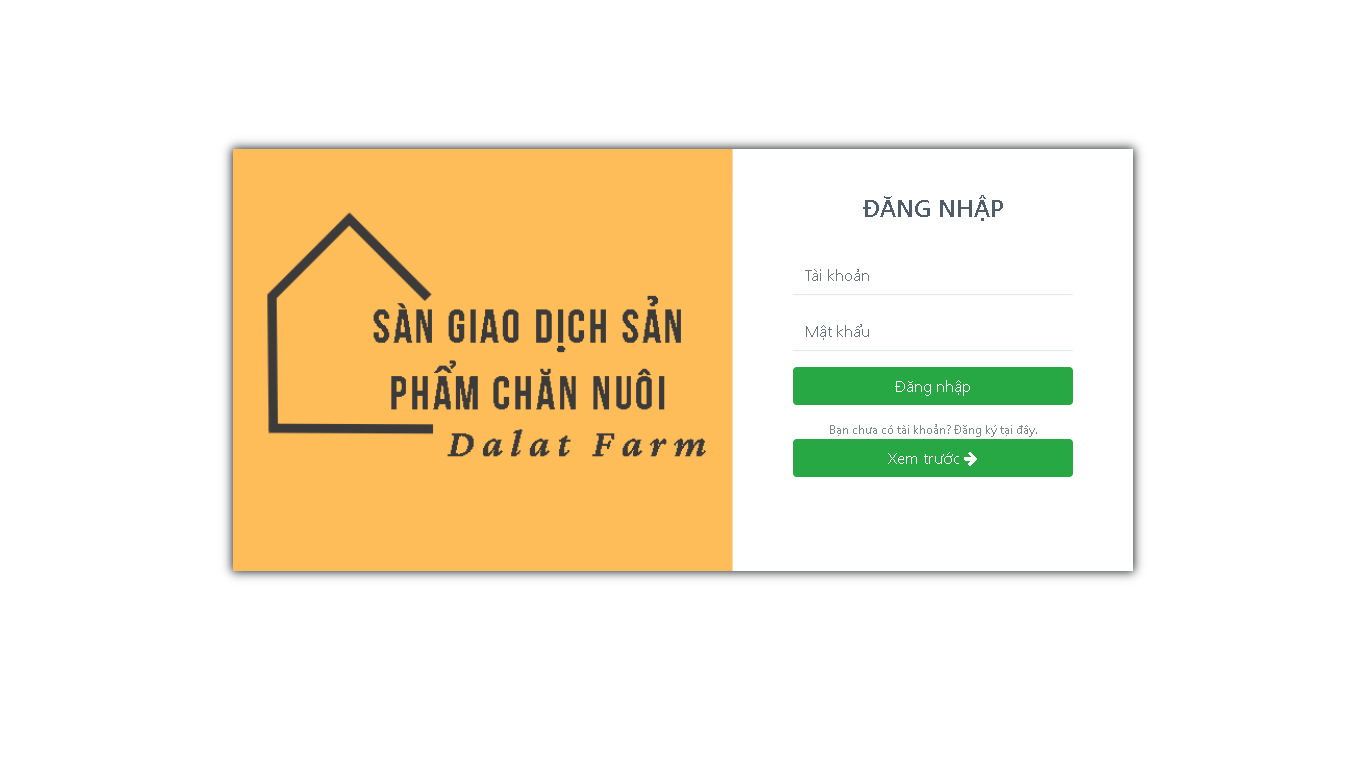 SÀN GIAO DỊCH SẢN
PHẨM CHĂN NUÔI
Dalat Farm
ĐĂNG NHẬP
Tài khoản
Mật khẩu
Đăng nhập
Bạn chưa có tài khoản? Đăng ký tại đây.
Xem trước